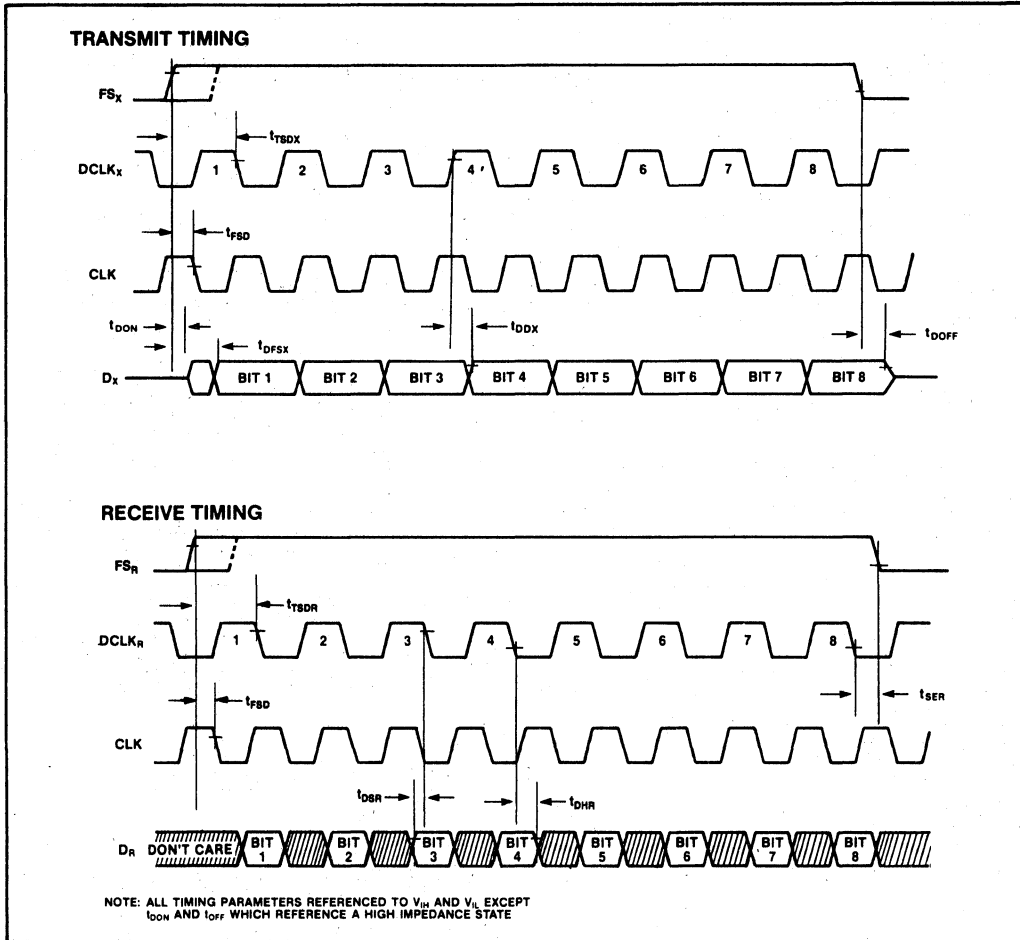 TRANSMIT TIMING
FSX
tTSDX
DCLKX
1 2 3 4' 5 6 7 8
tFSD
CLK
tDON
tDFSX
tDDX
tDOFF
DX
BIT 1 BIT 2 BIT 3 BIT 4 BIT 5 BIT 6 BIT 7 BIT 8
RECEIVE TIMING
FSR
tTSDR
DCLKR
1 2 3 4 5 6 7 8
tFSD
tSER
CLK
tDSR
tDHR
DR
DON'T CARE
BIT 1 BIT 2 BIT 3 BIT 4 BIT 5 BIT 6 BIT 7 BIT 8
NOTE: ALL TIMING PARAMETERS REFERENCED TO VIH AND VIL EXCEPT
tDON AND tOFF WHICH REFERENCE A HIGH IMPEDANCE STATE